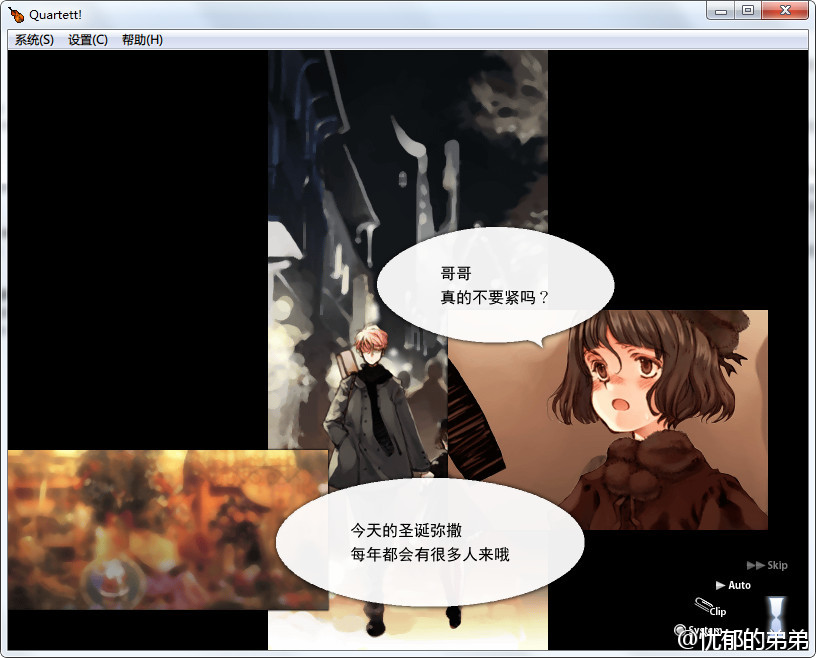 Quartett!
系统(S) 设置(C) 帮助(H)
哥哥
真的不要紧吗？
今天的圣诞弥撒
每年都会有很多人来哦
Skip
Auto
Clip
System
@忧郁的弟弟